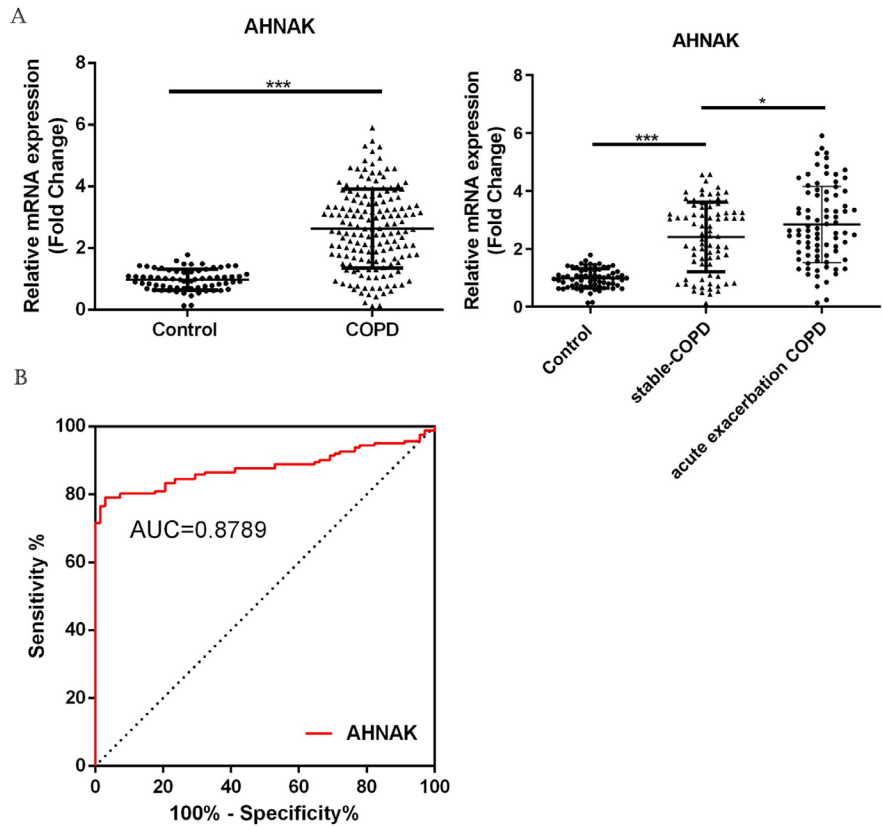 A
AHNAK
Relative mRNA expression
(Fold Change)
8
6
4
2
0
***
Control
COPD
AHNAK
Relative mRNA expression
(Fold Change)
8
6
4
2
0
***
*
Control
stable-COPD
acute exacerbation COPD
B
Sensitivity %
100
80
60
40
20
0
AUC=0.8789
AHNAK
0
20
40
60
80
100
100% - Specificity%